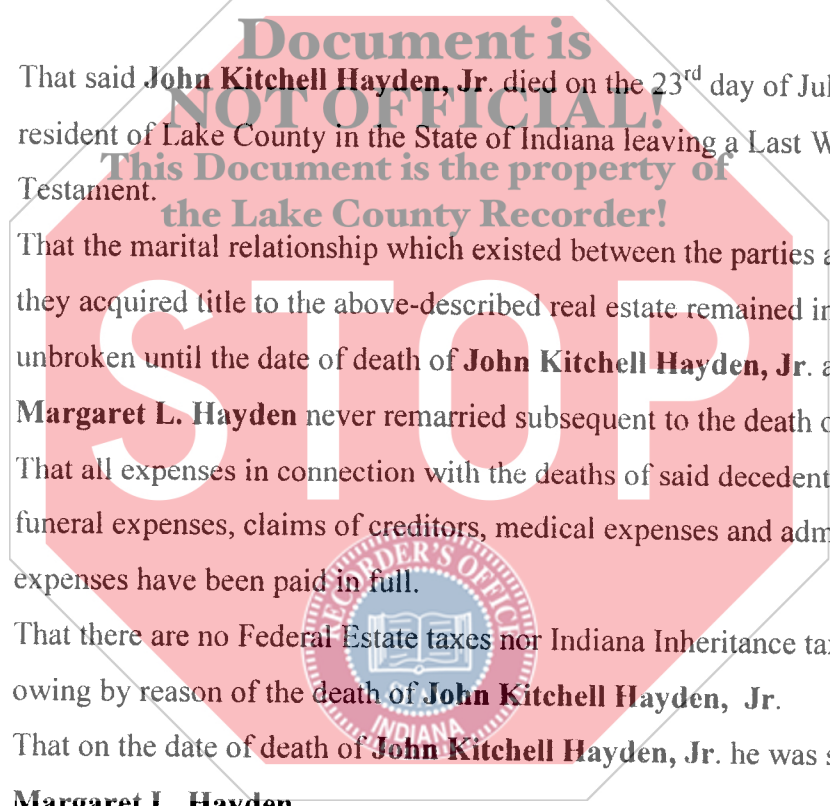 Document is
That said John Kitchell Hayden, Jr. died on the 23rd day of Jul
NOT OFFICIAL!
resident of Lake County in the State of Indiana leaving a Last W
This Document is the property of
Testament.
the Lake County Recorder!
That the marital relationship which existed between the parties a
they acquired title to the above-described real estate remained in
STOP
unbroken until the date of death of John Kitchell Hayden, Jr. a
Margaret L. Hayden never remarried subsequent to the death o
That all expenses in connection with the deaths of said decedent
funeral expenses, claims of creditors, medical expenses and adm
RECORDER'S OFFICE
expenses have been paid in full.
That there are no Federal Estate taxes nor Indiana Inheritance tax
owing by reason of the death of John Kitchell Hayden, Jr.
INDIANA
That on the date of death of John Kitchell Hayden, Jr. he was s
Margaret L. Hayden